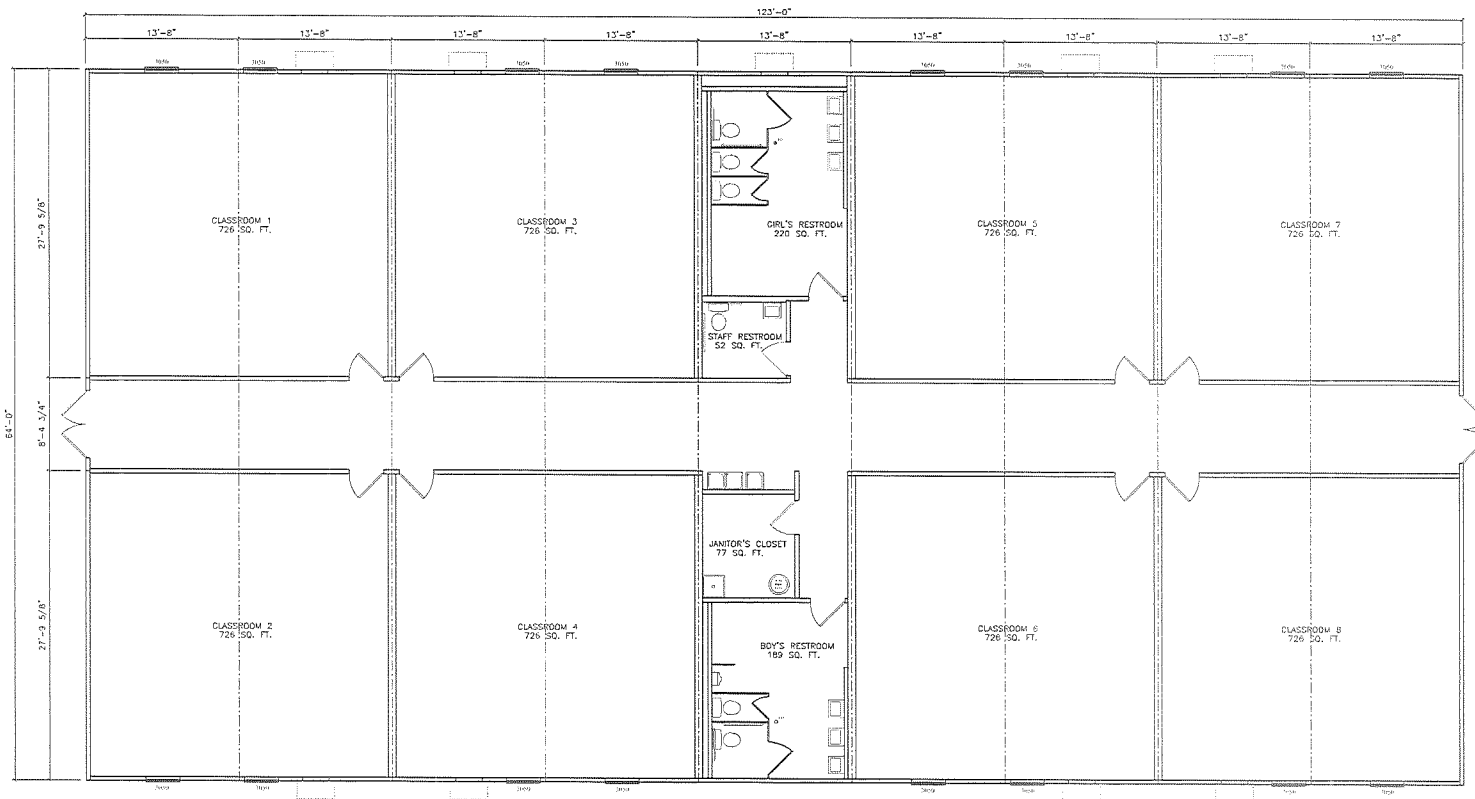 123'-0"
13'-8" 13'-8" 13'-8" 13'-8" 13'-8" 13'-8" 13'-8" 13'-8" 13'-8"
27'-9 5/8"
8'-4 3/4"
64'-0"
27'-9 5/8"
CLASSROOM 1
726 SQ. FT.
CLASSROOM 3
726 SQ. FT.
GIRL'S RESTROOM
220 SQ. FT.
CLASSROOM 5
726 SQ. FT.
CLASSROOM 7
726 SQ. FT.
STAFF RESTROOM
52 SQ. FT.
JANITOR'S CLOSET
77 SQ. FT.
CLASSROOM 2
726 SQ. FT.
CLASSROOM 4
726 SQ. FT.
BOY'S RESTROOM
189 SQ. FT.
CLASSROOM 6
726 SQ. FT.
CLASSROOM 8
726 SQ. FT.